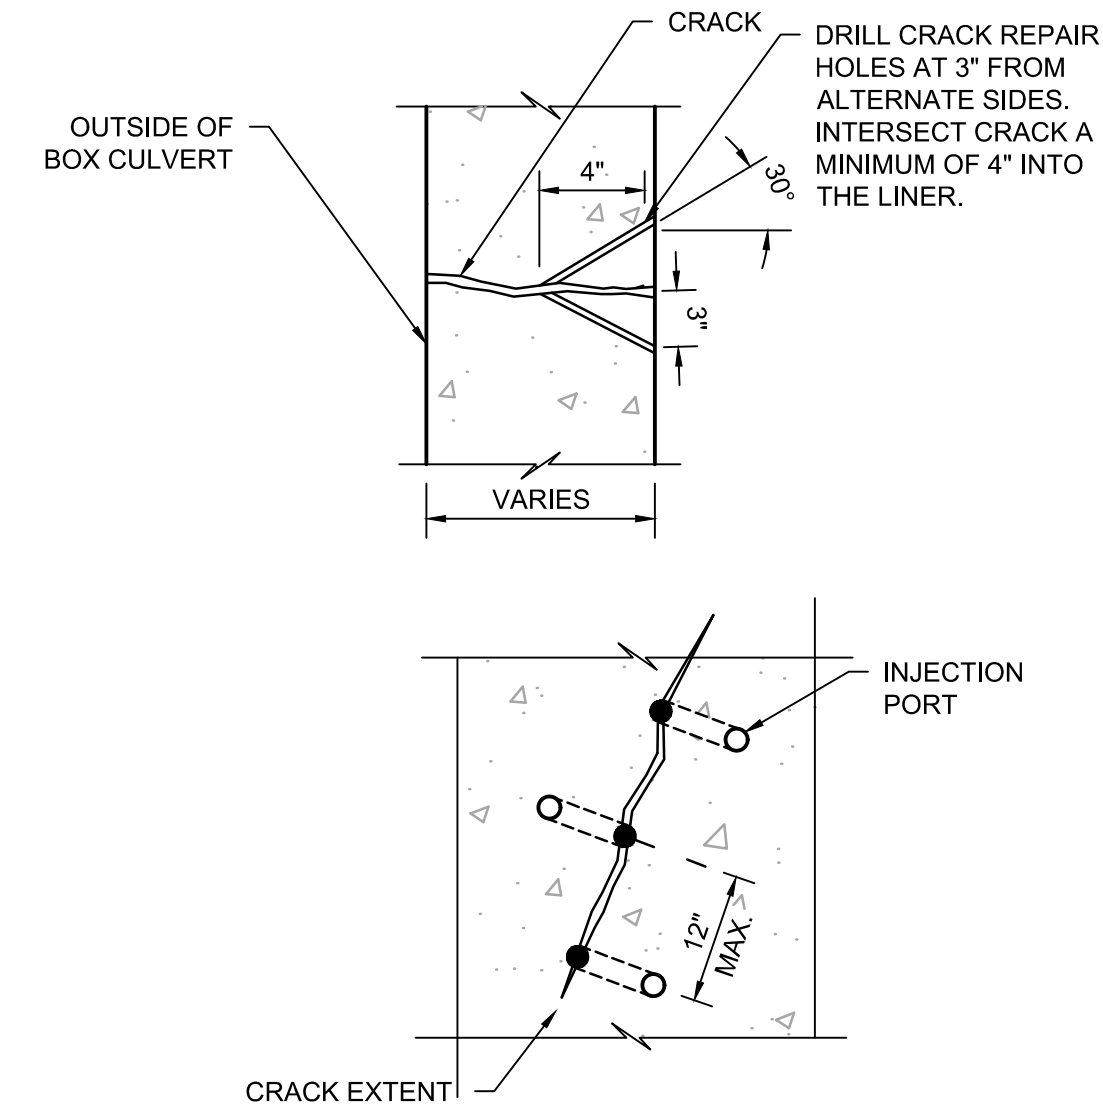 CRACK
DRILL CRACK REPAIR
HOLES AT 3" FROM
ALTERNATE SIDES.
INTERSECT CRACK A
MINIMUM OF 4" INTO
THE LINER.
OUTSIDE OF
BOX CULVERT
4"
30°
3"
VARIES
INJECTION
PORT
12"
MAX.
CRACK EXTENT